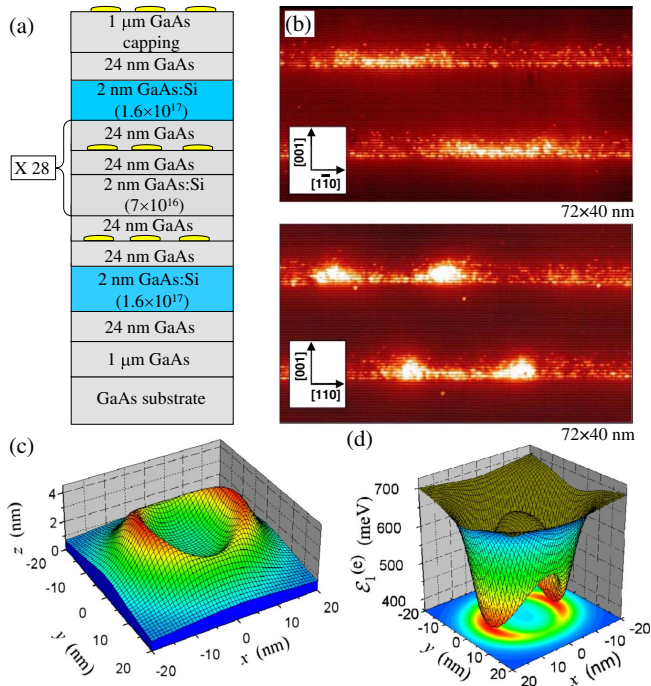 (a)
1 μm GaAs
capping
24 nm GaAs
2 nm GaAs:Si
(1.6×10¹⁷)
24 nm GaAs
X 28
24 nm GaAs
2 nm GaAs:Si
(7×10¹⁶)
24 nm GaAs
24 nm GaAs
2 nm GaAs:Si
(1.6×10¹⁷)
24 nm GaAs
1 μm GaAs
GaAs substrate
(b)
[001]
[11̄0]
72×40 nm
[001]
[110]
72×40 nm
(c)
4
2
0
z (nm)
-20
-10
0
10
20
y (nm)
-20
-10
0
10
20
x (nm)
(d)
700
600
500
400
ℰ₁⁽ᵉ⁾ (meV)
-20
-10
0
10
20
y (nm)
20
10
0
-10
-20
x (nm)